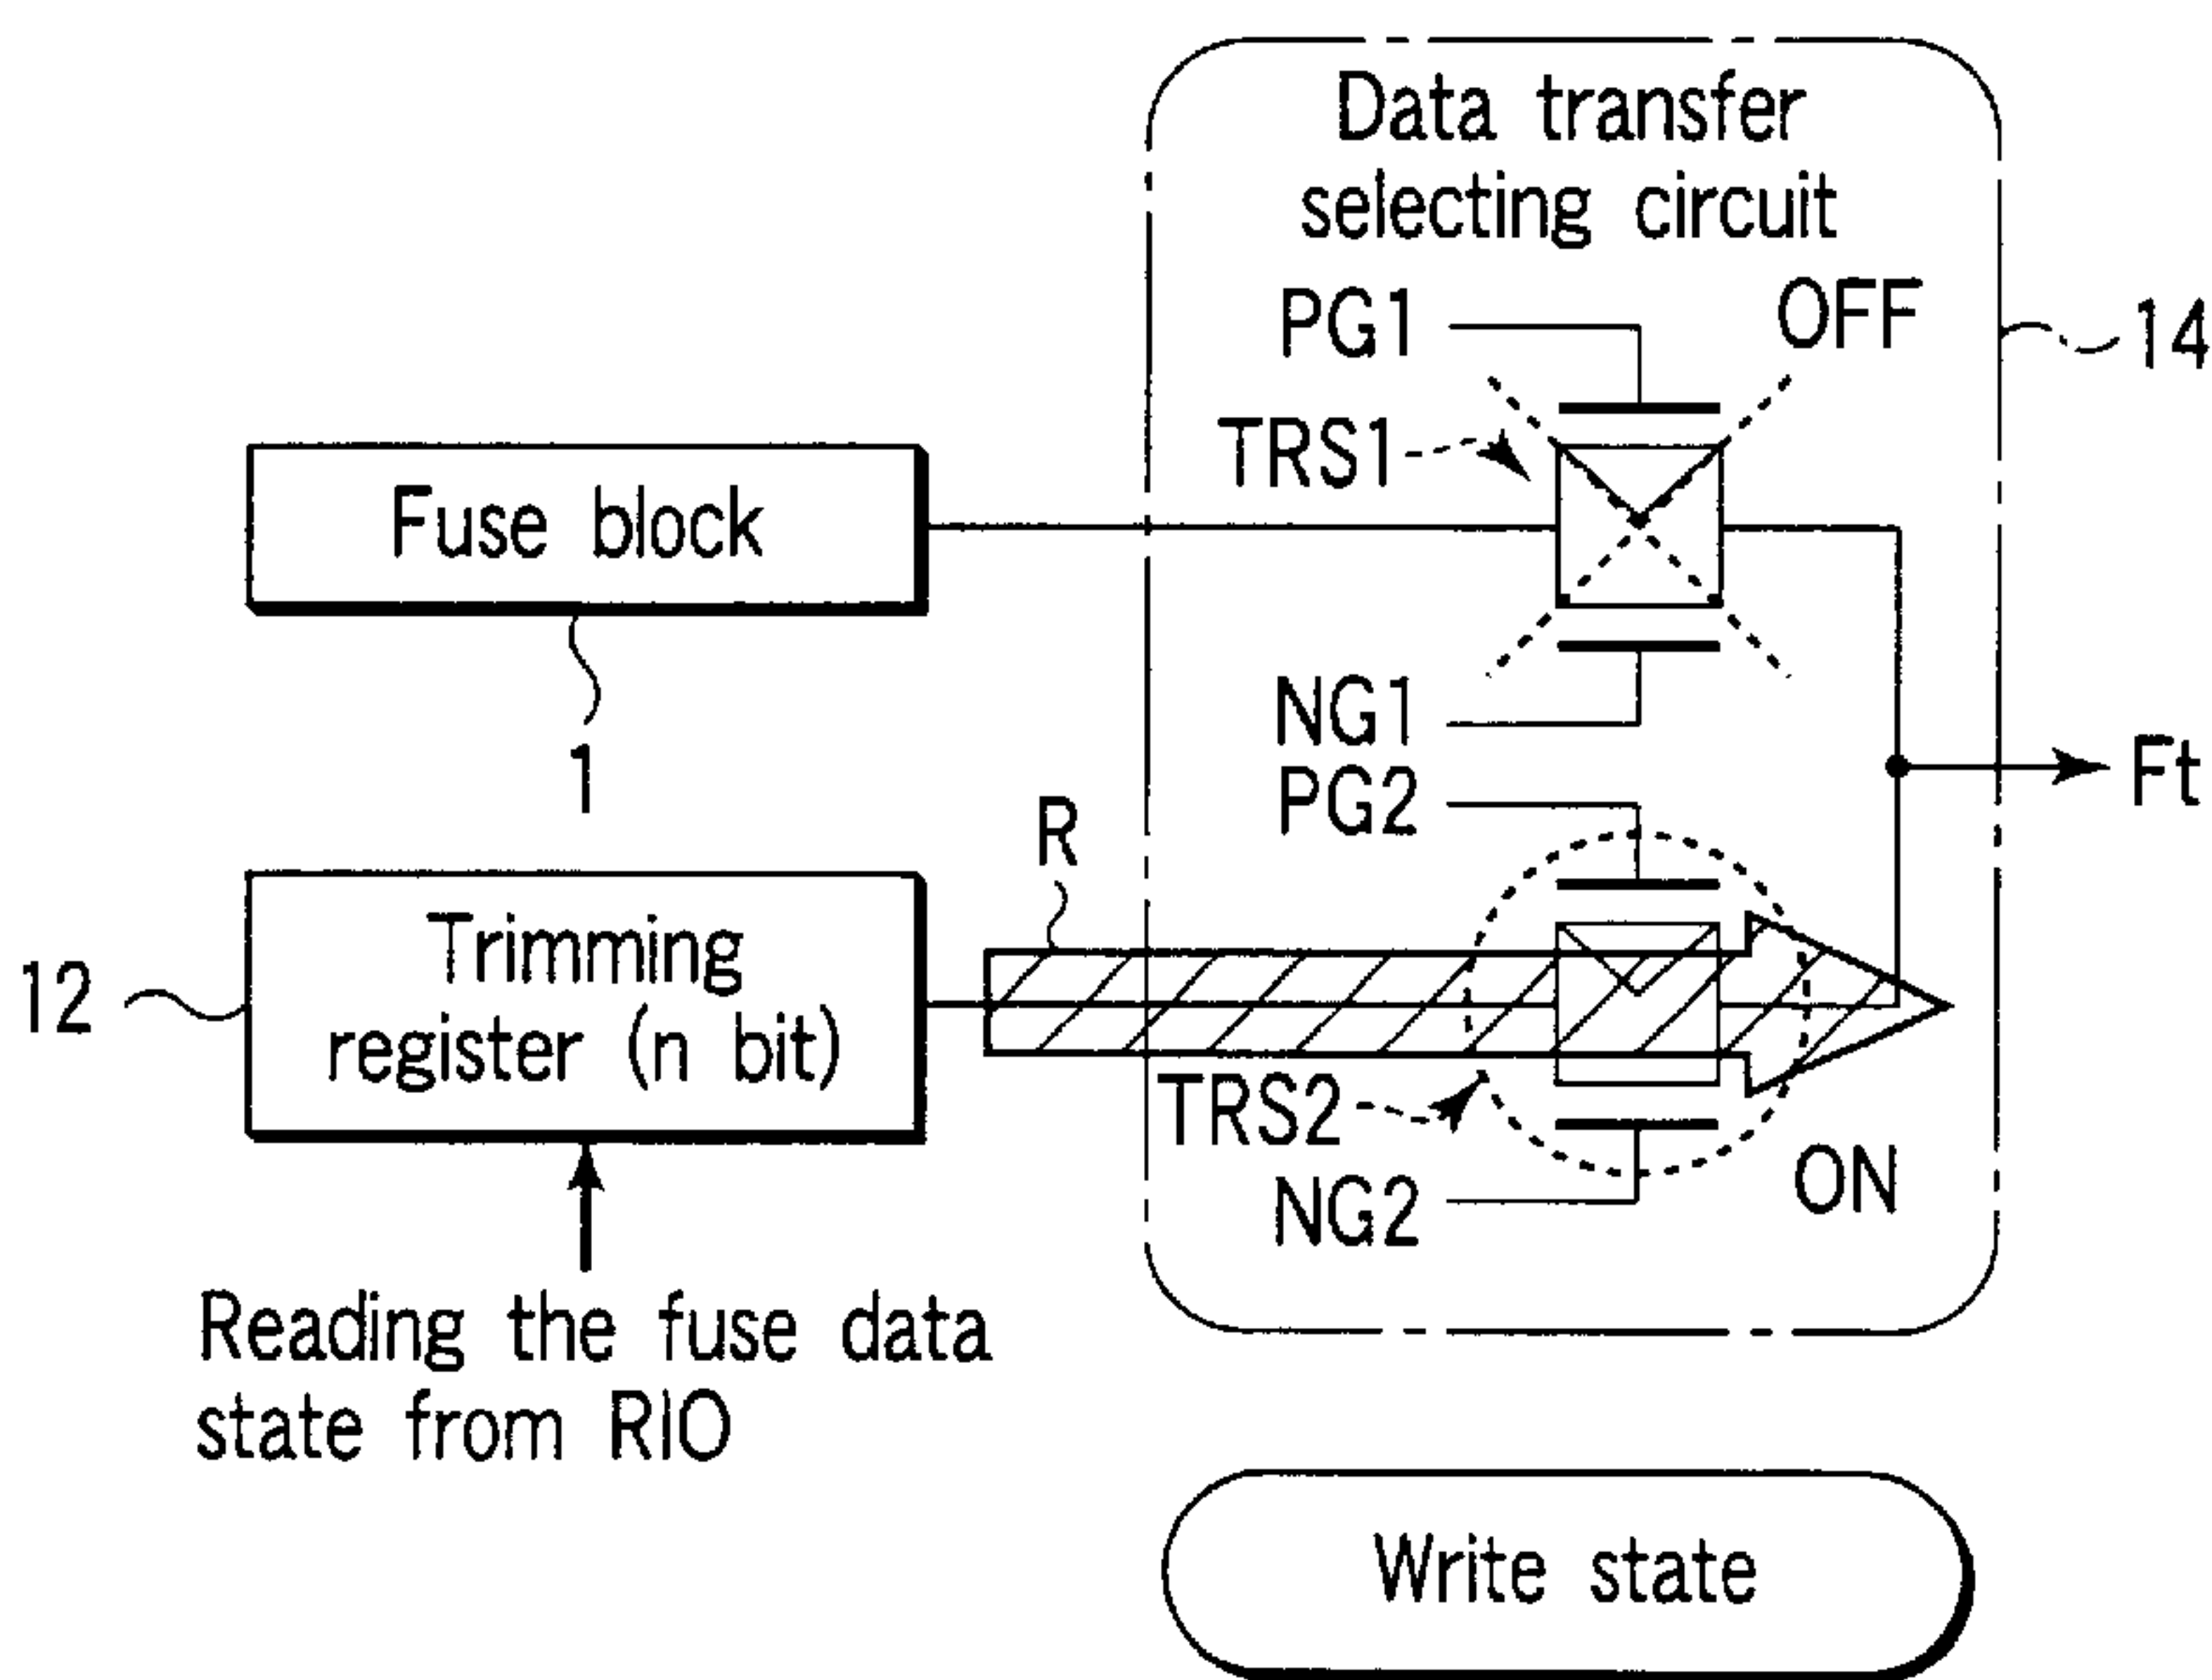 Data transfer
selecting circuit
PG1
OFF
14
TRS1
Fuse block
NG1
1
PG2
Ft
R
Trimming
register (n bit)
12
TRS2
ON
NG2
Reading the fuse data
state from RIO
Write state